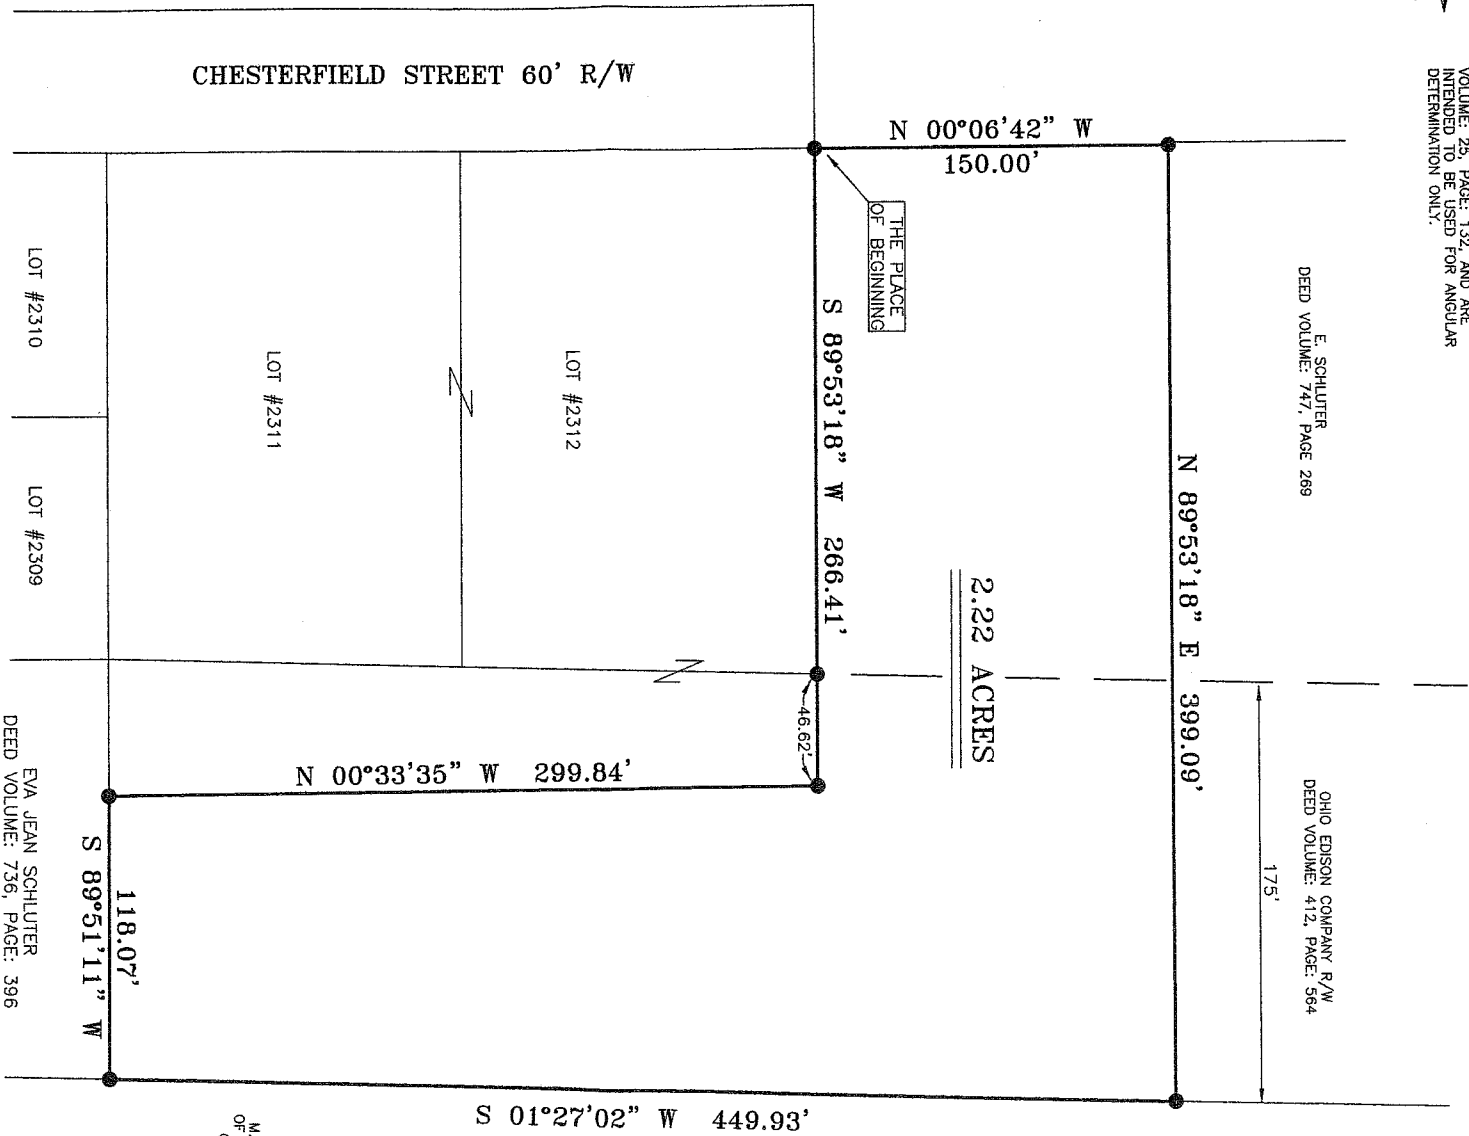 VOLUME: 25, PAGE: 132, AND ARE
INTENDED TO BE USED FOR ANGULAR
DETERMINATION ONLY.
CHESTERFIELD STREET 60' R/W
N 00°06'42" W
150.00'
THE PLACE
OF BEGINNING
E. SCHLUTER
DEED VOLUME: 747, PAGE 269
N 89°53'18" E 399.09'
S 89°53'18" W 266.41'
2.22 ACRES
46.62'
OHIO EDISON COMPANY R/W
DEED VOLUME: 412, PAGE: 564
175'
LOT #2312
LOT #2311
LOT #2310
LOT #2309
N 00°33'35" W 299.84'
118.07'
S 89°51'11" W
EVA JEAN SCHLUTER
DEED VOLUME: 736, PAGE: 396
S 01°27'02" W 449.93'